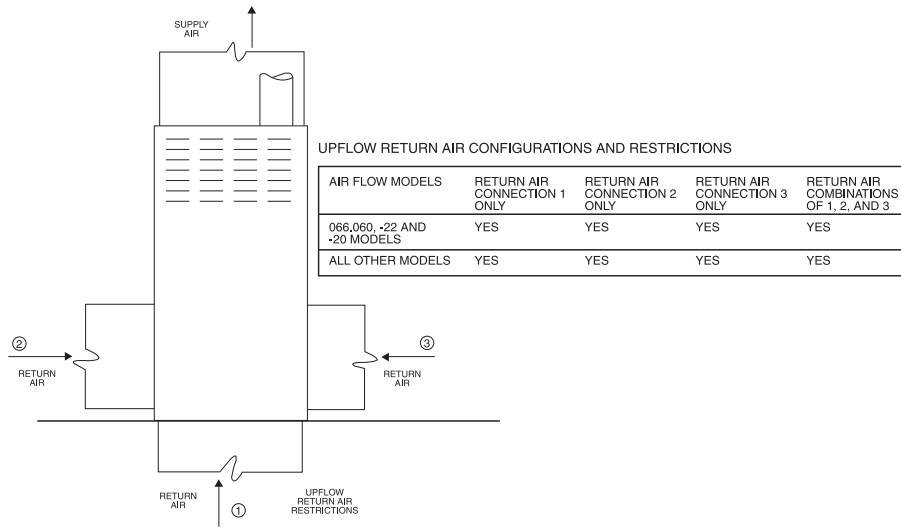 SUPPLY
AIR
UPFLOW RETURN AIR CONFIGURATIONS AND RESTRICTIONS
AIR FLOW MODELS
RETURN AIR
CONNECTION 1
ONLY
RETURN AIR
CONNECTION 2
ONLY
RETURN AIR
CONNECTION 3
ONLY
RETURN AIR
COMBINATIONS
OF 1, 2, AND 3
066,060, -22 AND
-20 MODELS
YES
YES
YES
YES
ALL OTHER MODELS
YES
YES
YES
YES
2
RETURN
AIR
3
RETURN
AIR
RETURN
AIR
1
UPFLOW
RETURN AIR
RESTRICTIONS